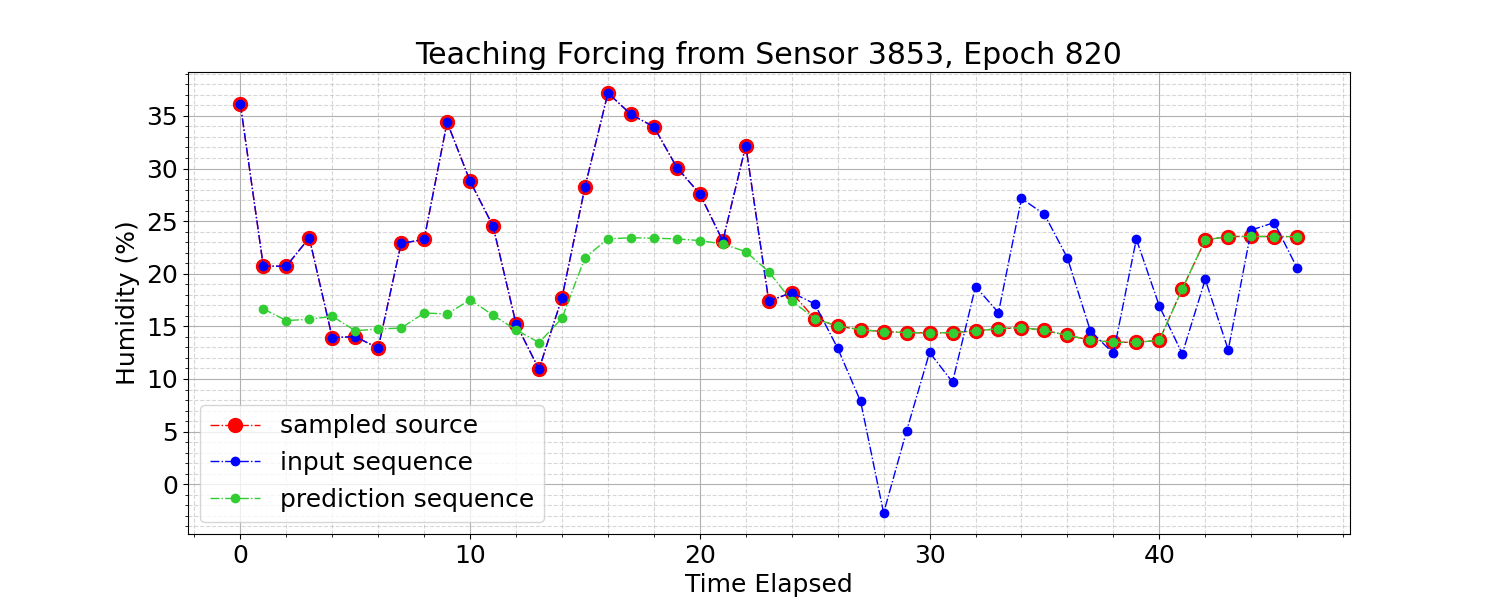 Teaching Forcing from Sensor 3853, Epoch 820
Humidity (%)
35
30
25
20
15
10
5
0
sampled source
input sequence
prediction sequence
0 10 20 30 40
Time Elapsed